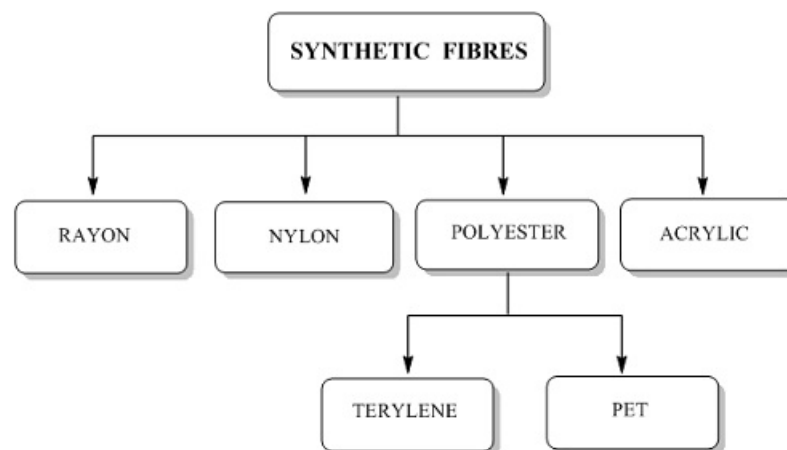 SYNTHETIC FIBRES
RAYON
NYLON
POLYESTER
ACRYLIC
TERYLENE
PET